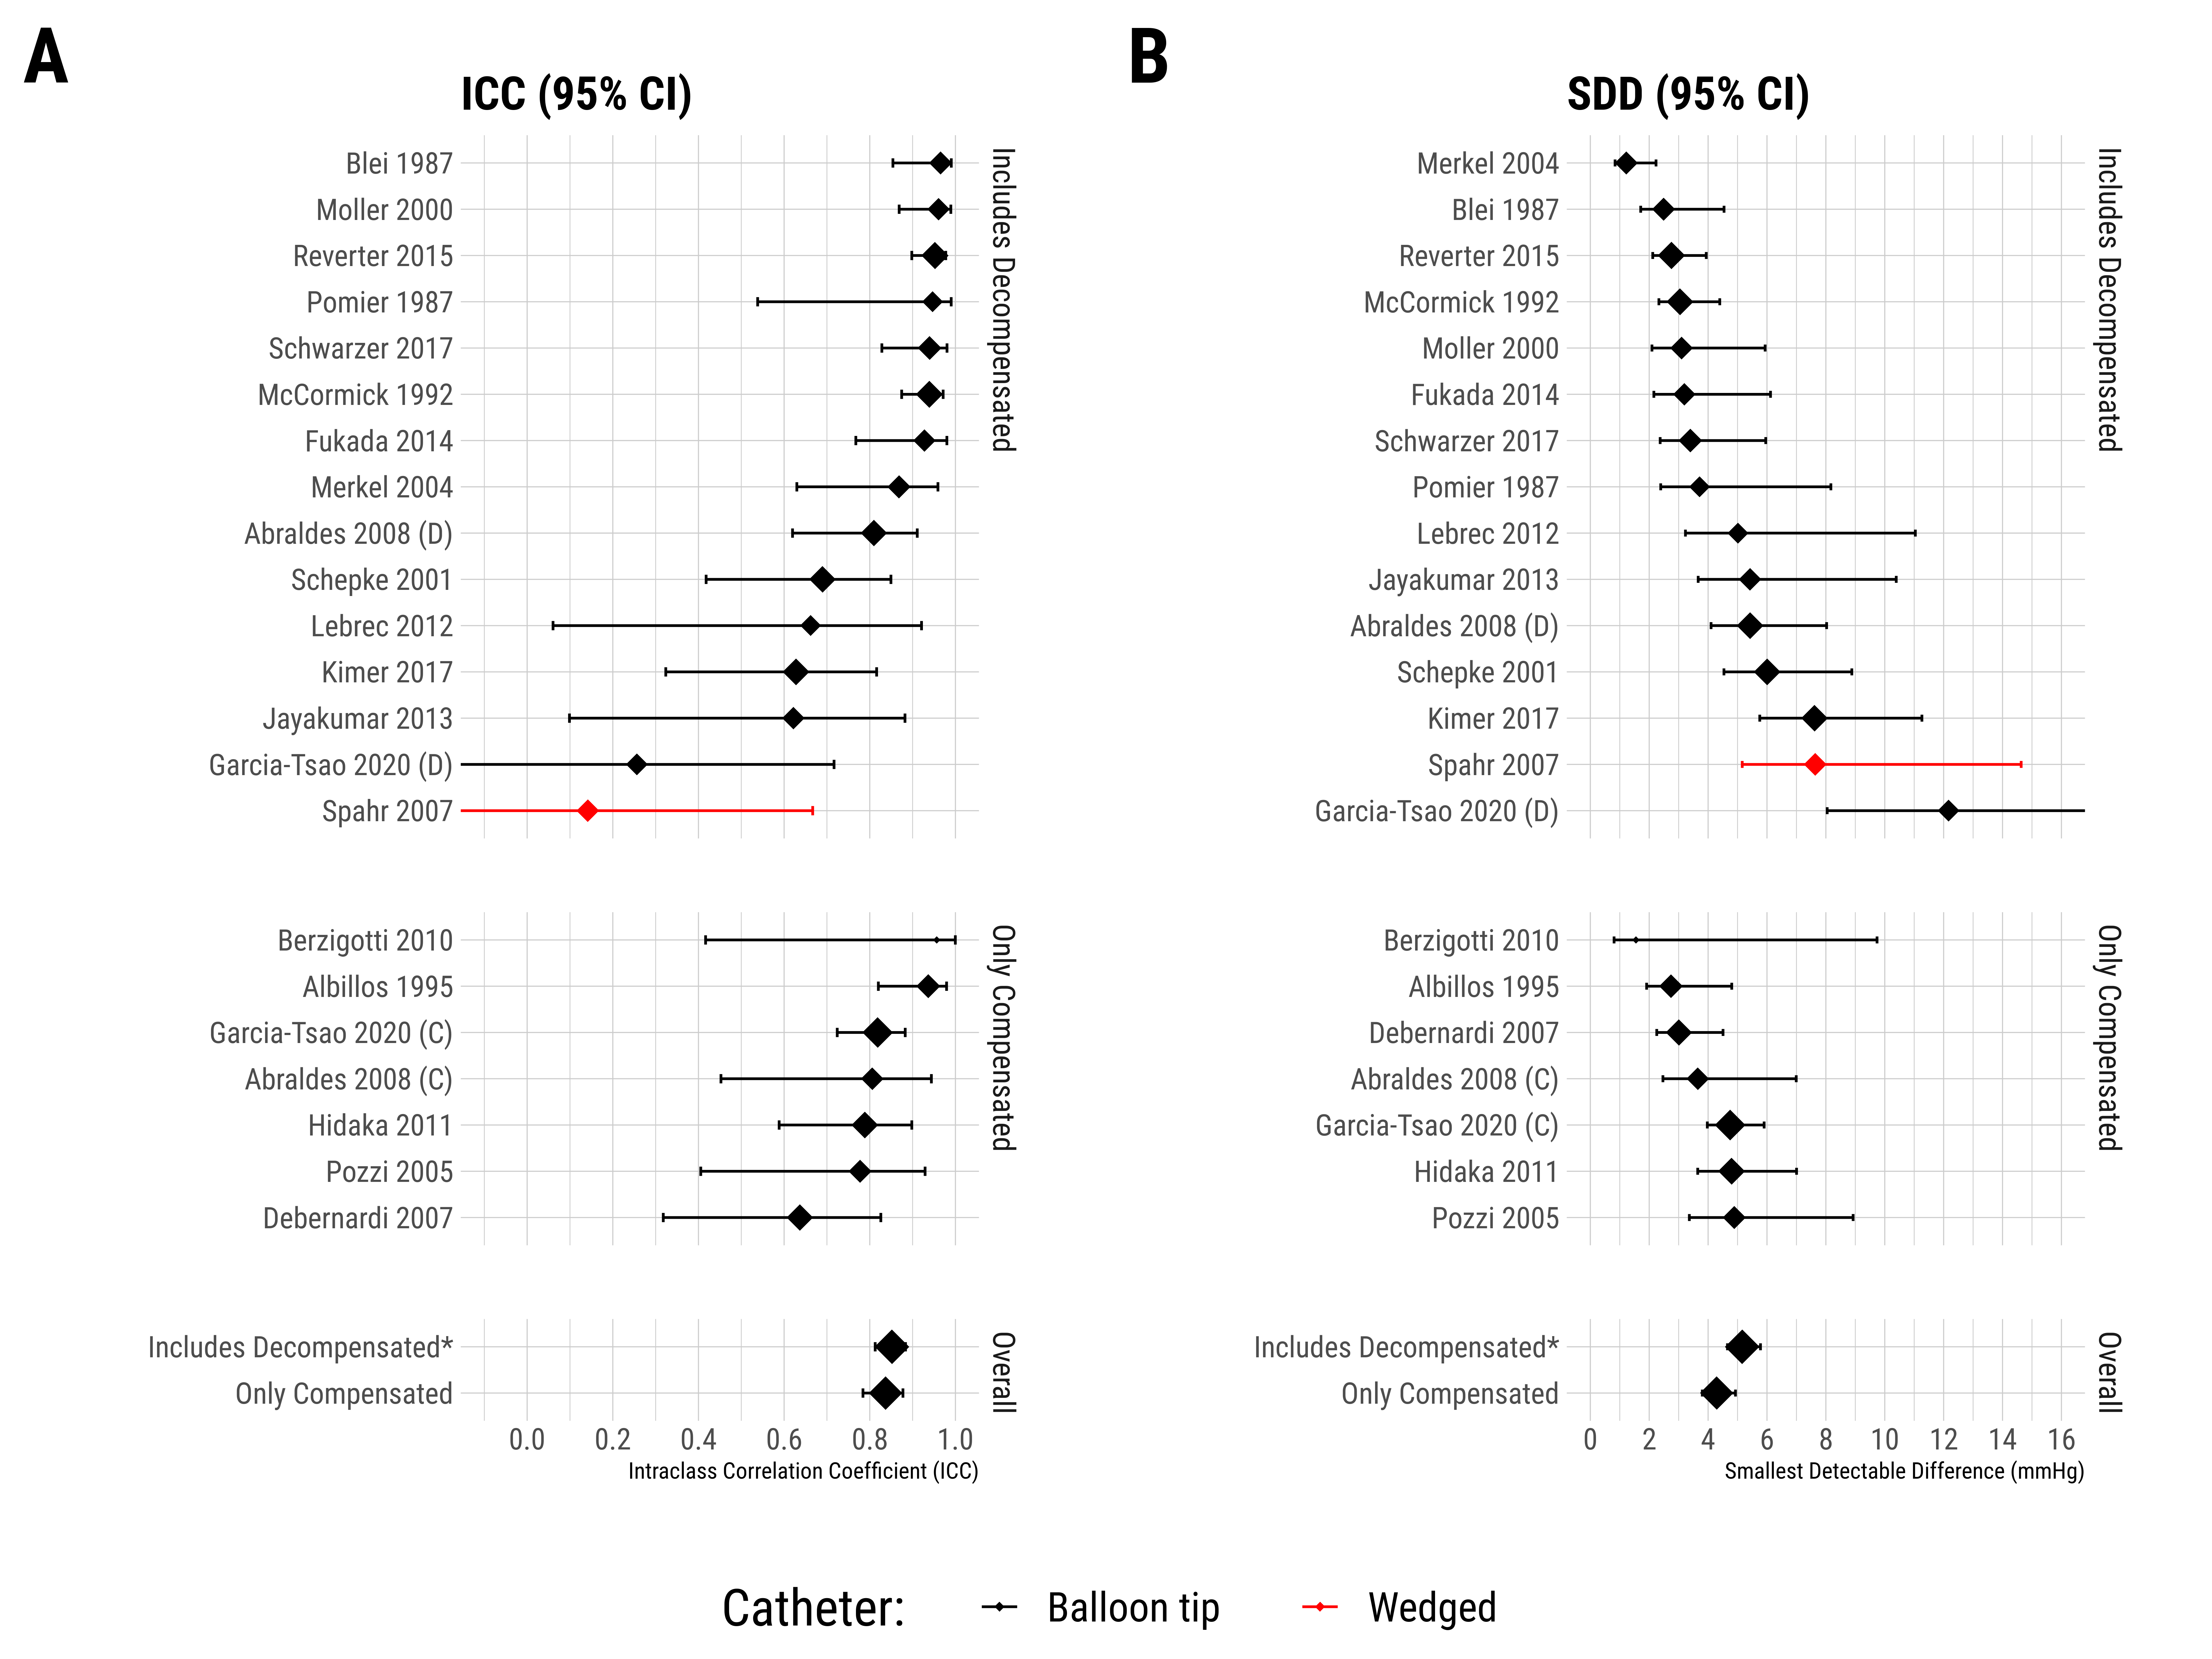 A
ICC (95% CI)
Blei 1987
Moller 2000
Reverter 2015
Pomier 1987
Schwarzer 2017
McCormick 1992
Fukada 2014
Merkel 2004
Abraldes 2008 (D)
Schepke 2001
Lebrec 2012
Kimer 2017
Jayakumar 2013
Garcia-Tsao 2020 (D)
Spahr 2007
Includes Decompensated
Berzigotti 2010
Albillos 1995
Garcia-Tsao 2020 (C)
Abraldes 2008 (C)
Hidaka 2011
Pozzi 2005
Debernardi 2007
Only Compensated
Includes Decompensated*
Only Compensated
Overall
0.0 0.2 0.4 0.6 0.8 1.0
Intraclass Correlation Coefficient (ICC)
B
SDD (95% CI)
Merkel 2004
Blei 1987
Reverter 2015
McCormick 1992
Moller 2000
Fukada 2014
Schwarzer 2017
Pomier 1987
Lebrec 2012
Jayakumar 2013
Abraldes 2008 (D)
Schepke 2001
Kimer 2017
Spahr 2007
Garcia-Tsao 2020 (D)
Includes Decompensated
Berzigotti 2010
Albillos 1995
Debernardi 2007
Abraldes 2008 (C)
Garcia-Tsao 2020 (C)
Hidaka 2011
Pozzi 2005
Only Compensated
Includes Decompensated*
Only Compensated
Overall
0 2 4 6 8 10 12 14 16
Smallest Detectable Difference (mmHg)
Catheter: Balloon tip Wedged